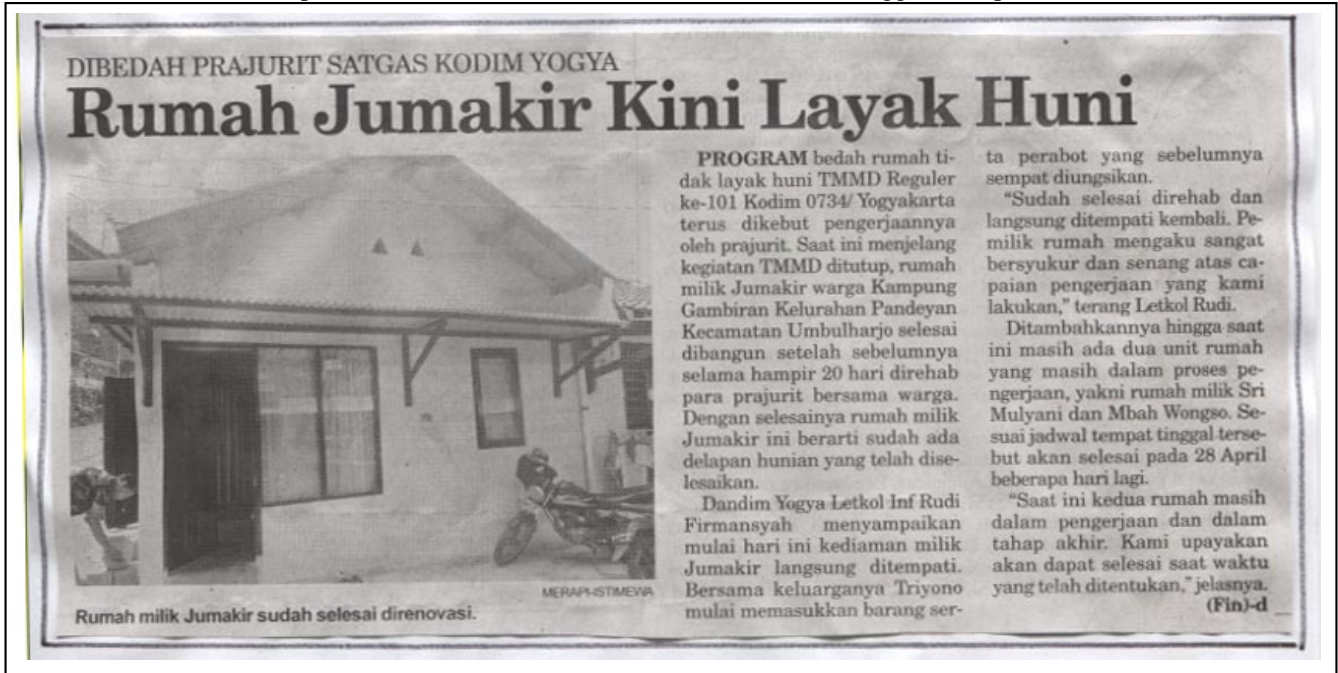 DIBEDAH PRAJURIT SATGAS KODIM YOGYA
Rumah Jumakir Kini Layak Huni
MERAPI-ISTIMEWA
Rumah milik Jumakir sudah selesai direnovasi.
PROGRAM bedah rumah ti-
dak layak huni TMMD Reguler
ke-101 Kodim 0734/ Yogyakarta
terus dikebut pengerjaannya
oleh prajurit. Saat ini menjelang
kegiatan TMMD ditutup, rumah
milik Jumakir warga Kampung
Gambiran Kelurahan Pandeyan
Kecamatan Umbulharjo selesai
dibangun setelah sebelumnya
selama hampir 20 hari direhab
para prajurit bersama warga.
Dengan selesainya rumah milik
Jumakir ini berarti sudah ada
delapan hunian yang telah dise-
lesaikan.
Dandim Yogya Letkol Inf Rudi
Firmansyah menyampaikan
mulai hari ini kediaman milik
Jumakir langsung ditempati.
Bersama keluarganya Triyono
mulai memasukkan barang ser-
ta perabot yang sebelumnya
sempat diungsikan.
"Sudah selesai direhab dan
langsung ditempati kembali. Pe-
milik rumah mengaku sangat
bersyukur dan senang atas ca-
paian pengerjaan yang kami
lakukan," terang Letkol Rudi.
Ditambahkannya hingga saat
ini masih ada dua unit rumah
yang masih dalam proses pe-
ngerjaan, yakni rumah milik Sri
Mulyani dan Mbah Wongso. Se-
suai jadwal tempat tinggal terse-
but akan selesai pada 28 April
beberapa hari lagi.
"Saat ini kedua rumah masih
dalam pengerjaan dan dalam
tahap akhir. Kami upayakan
akan dapat selesai saat waktu
yang telah ditentukan," jelasnya.
(Fin)-d